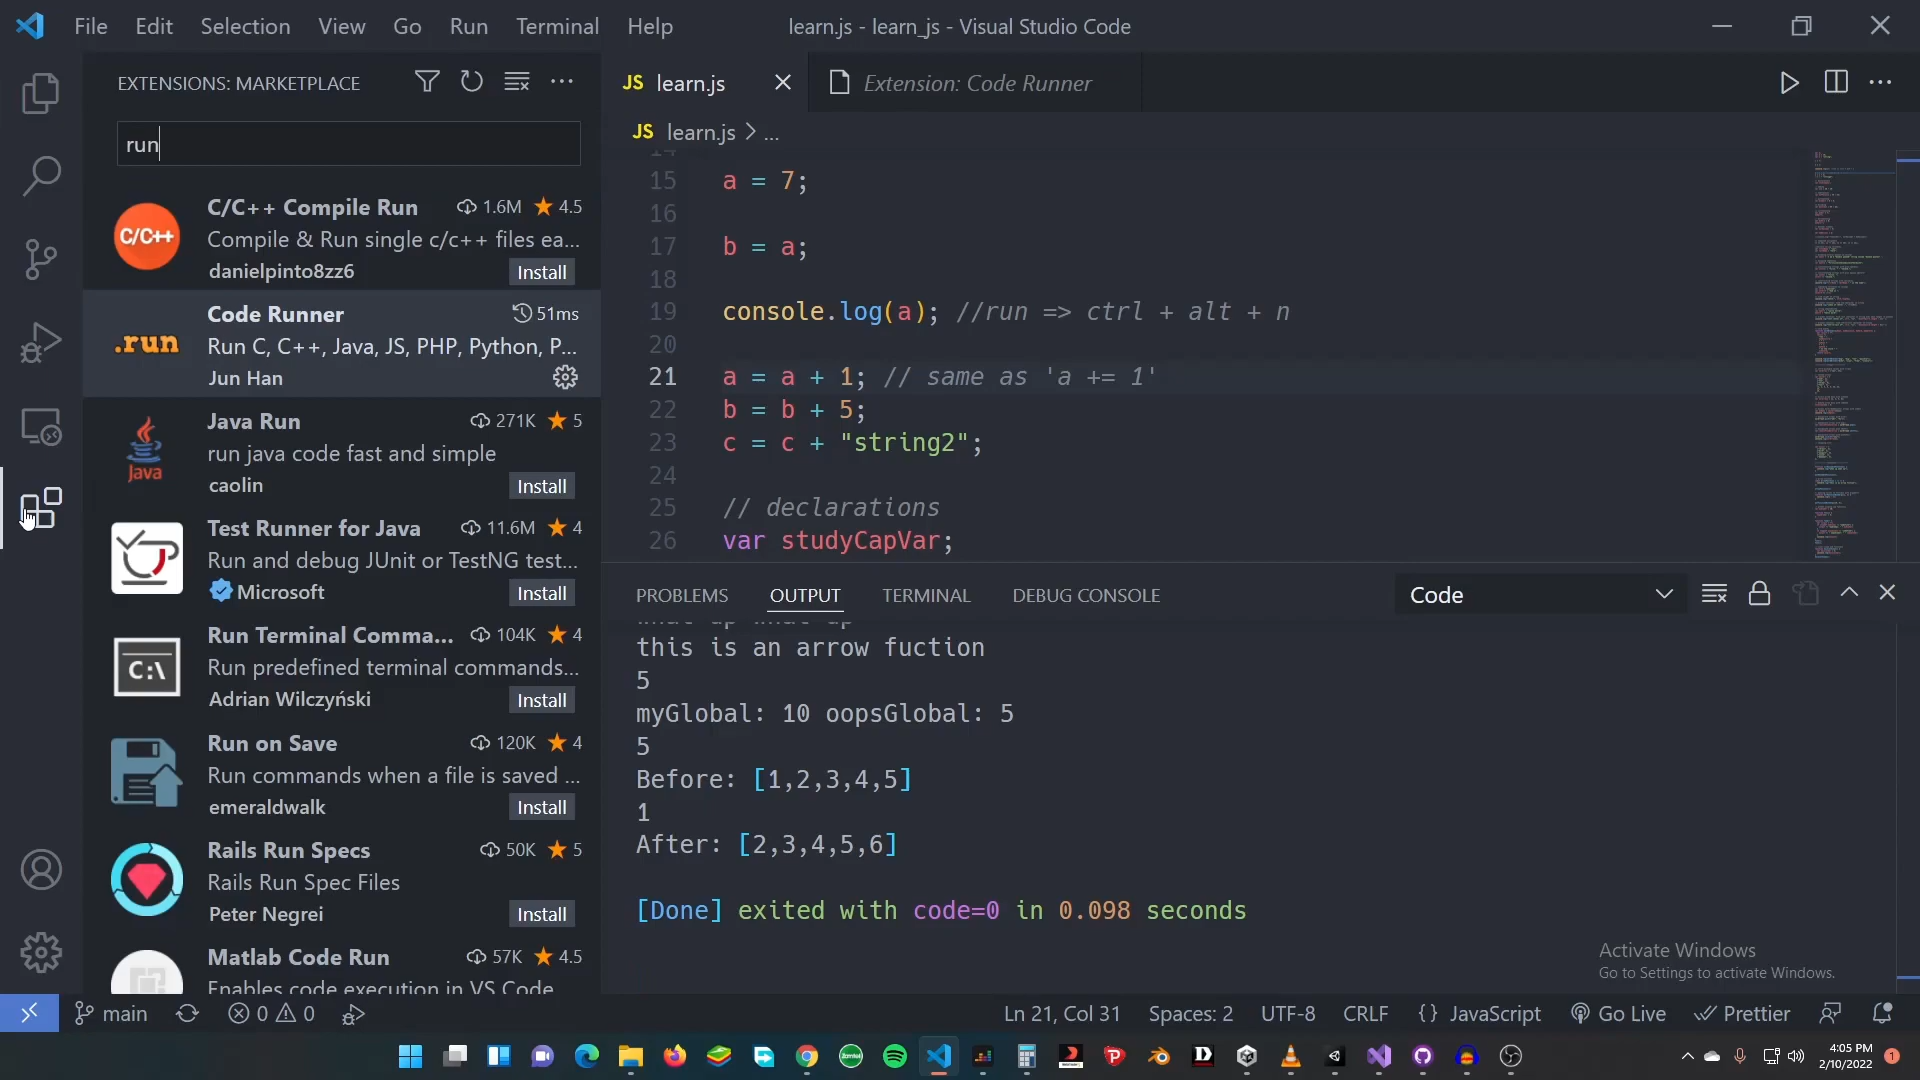 File Edit Selection View Go Run Terminal Help learn.js - learn_js - Visual Studio Code
EXTENSIONS: MARKETPLACE
run
C/C++
C/C++ Compile Run 1.6M 4.5
Compile & Run single c/c++ files ea...
danielpinto8zz6 Install
.run
Code Runner 51ms
Run C, C++, Java, JS, PHP, Python, P...
Jun Han
Java
Java Run 271K 5
run java code fast and simple
caolin Install
Test Runner for Java 11.6M 4
Run and debug JUnit or TestNG test...
Microsoft Install
C:\
Run Terminal Comma... 104K 4
Run predefined terminal commands...
Adrian Wilczyński Install
Run on Save 120K 4
Run commands when a file is saved ...
emeraldwalk Install
Rails Run Specs 50K 5
Rails Run Spec Files
Peter Negrei Install
Matlab Code Run 57K 4.5
Enables code execution in VS Code
JS learn.js Extension: Code Runner
JS learn.js > ...
14
15 a = 7;
16
17 b = a;
18
19 console.log(a); //run => ctrl + alt + n
20
21 a = a + 1; // same as 'a += 1'
22 b = b + 5;
23 c = c + "string2";
24
25 // declarations
26 var studyCapVar;
PROBLEMS OUTPUT TERMINAL DEBUG CONSOLE Code
this is an arrow fuction
5
myGlobal: 10 oopsGlobal: 5
5
Before: [1,2,3,4,5]
1
After: [2,3,4,5,6]
[Done] exited with code=0 in 0.098 seconds
Activate Windows
Go to Settings to activate Windows.
main 0 0 Ln 21, Col 31 Spaces: 2 UTF-8 CRLF {} JavaScript Go Live Prettier
4:05 PM
2/10/2022
1